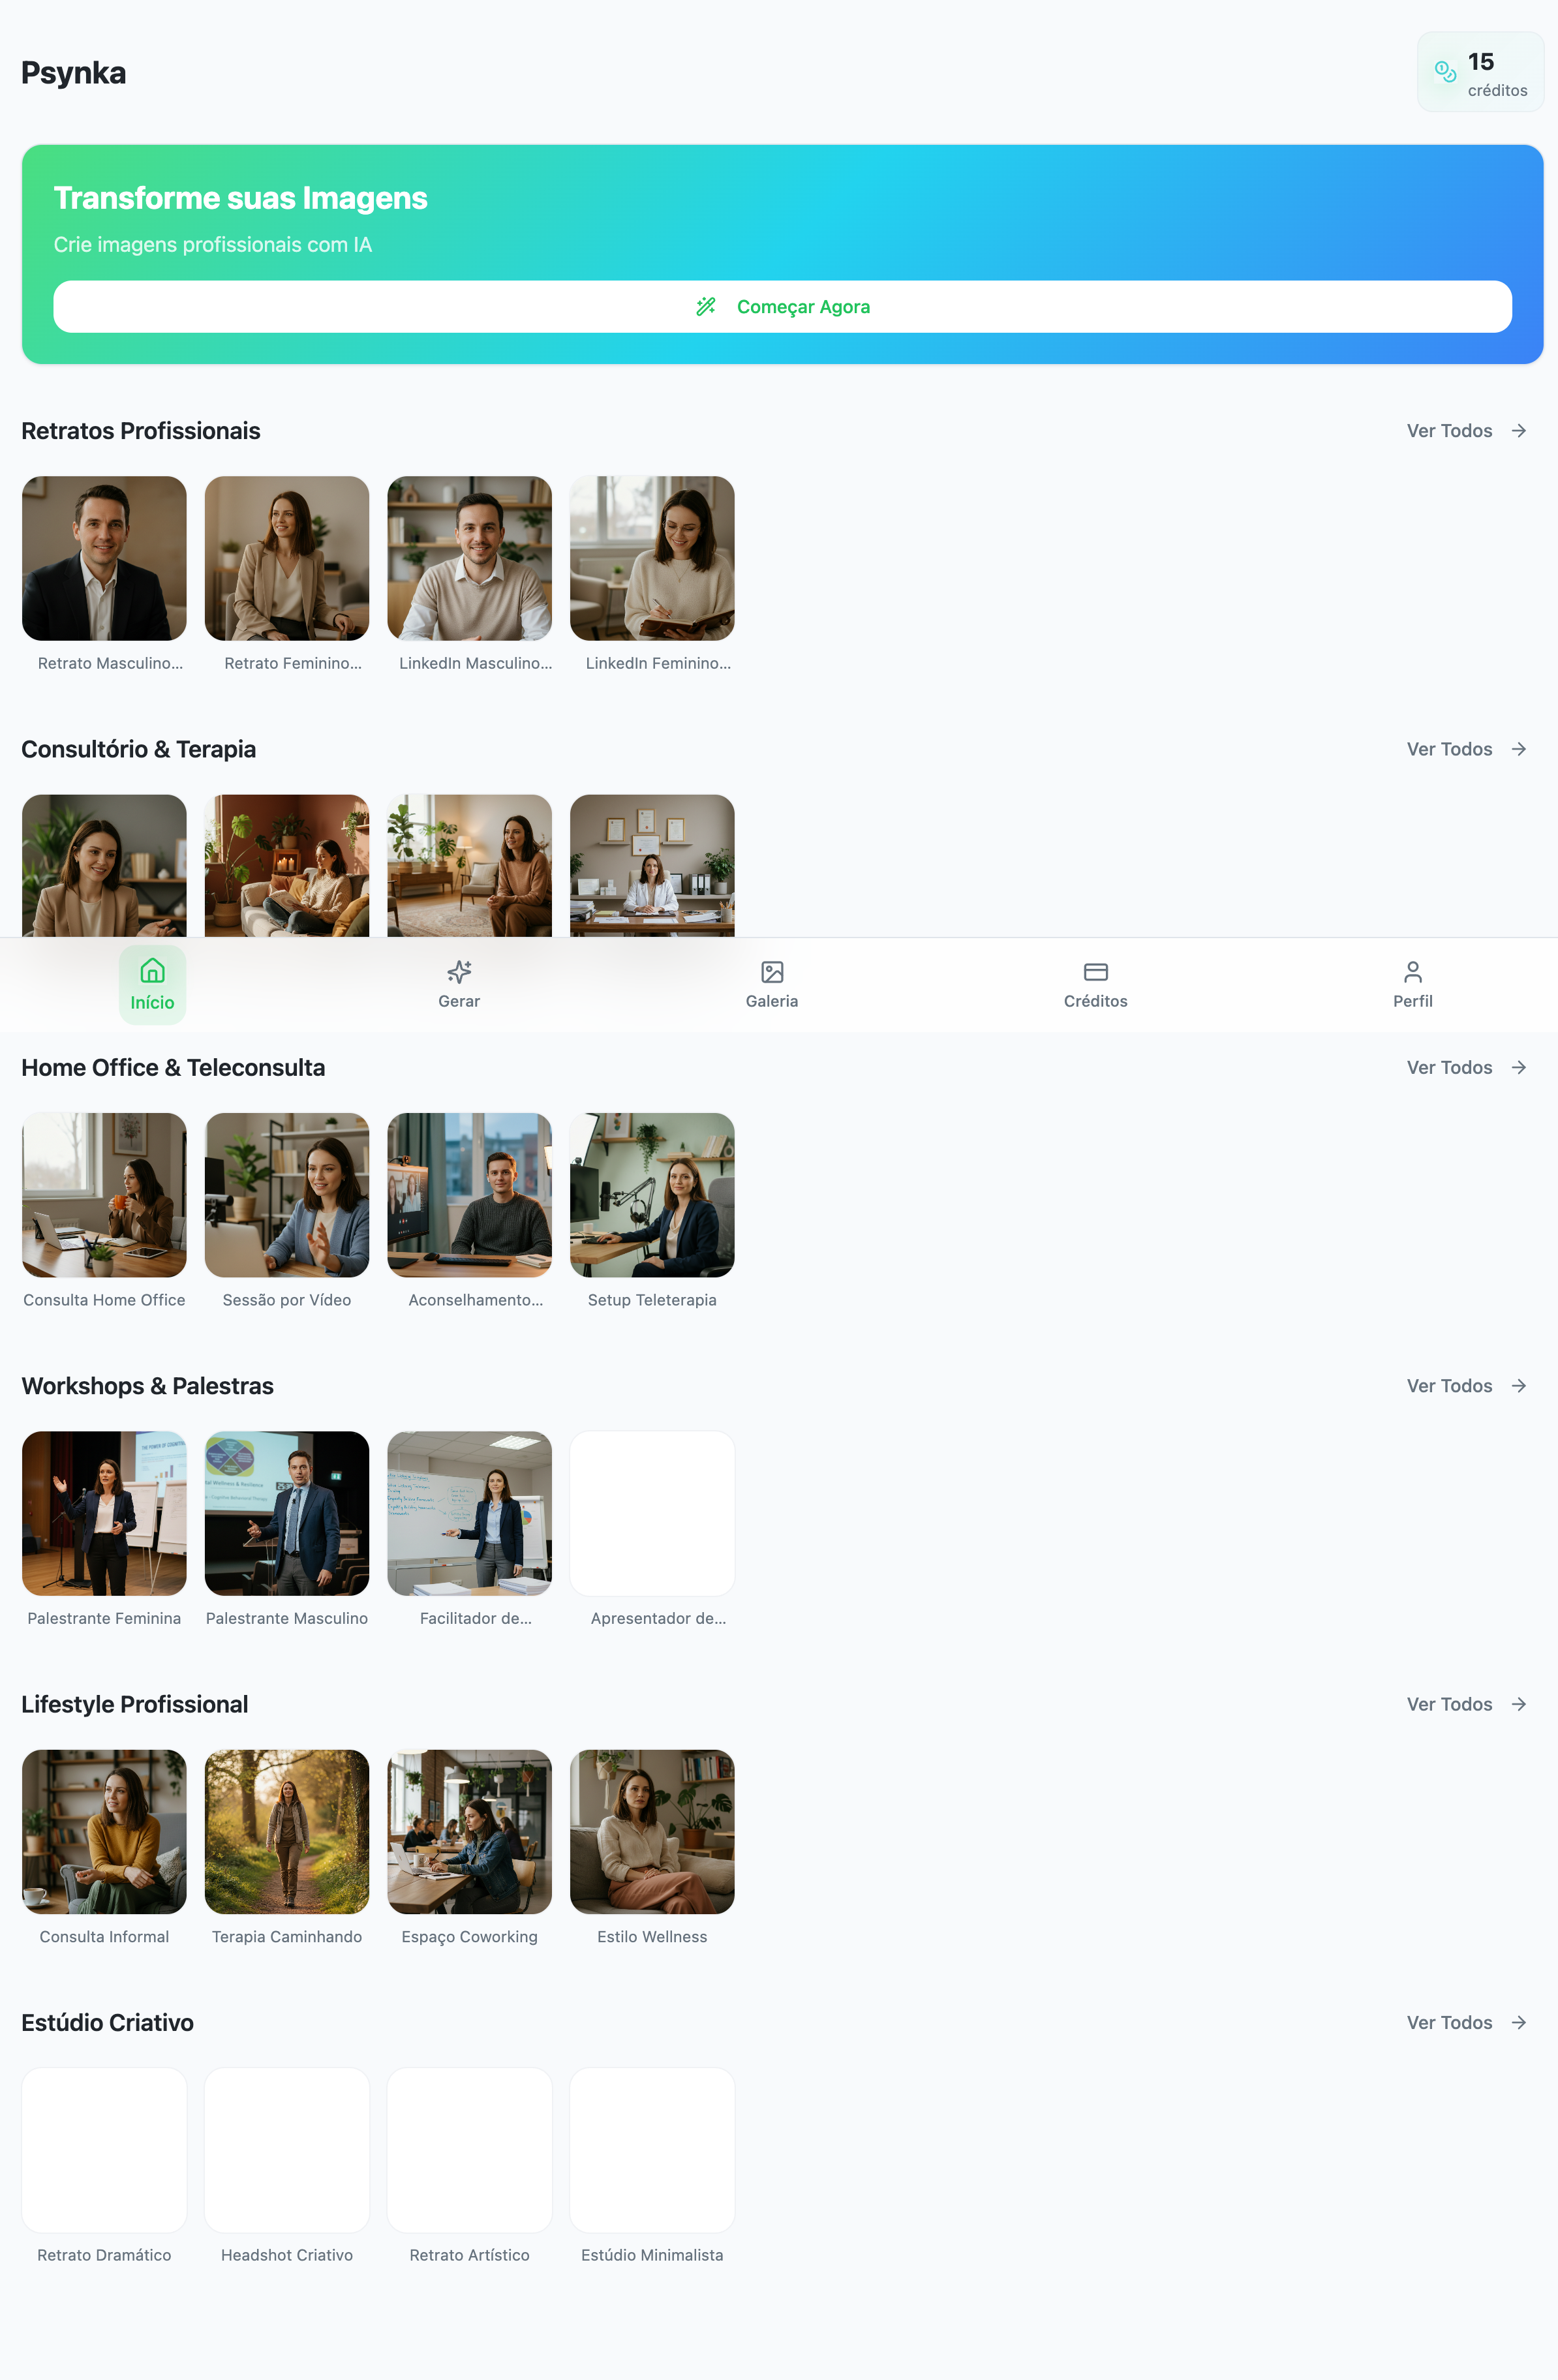 Psynka
15
créditos
Transforme suas Imagens
Crie imagens profissionais com IA
Começar Agora
Retratos Profissionais
Ver Todos
Retrato Masculino...
Retrato Feminino...
LinkedIn Masculino...
LinkedIn Feminino...
Consultório & Terapia
Ver Todos
Início
Gerar
Galeria
Créditos
Perfil
Home Office & Teleconsulta
Ver Todos
Consulta Home Office
Sessão por Vídeo
Aconselhamento...
Setup Teleterapia
Workshops & Palestras
Ver Todos
Palestrante Feminina
Palestrante Masculino
Facilitador de...
Apresentador de...
Lifestyle Profissional
Ver Todos
Consulta Informal
Terapia Caminhando
Espaço Coworking
Estilo Wellness
Estúdio Criativo
Ver Todos
Retrato Dramático
Headshot Criativo
Retrato Artístico
Estúdio Minimalista